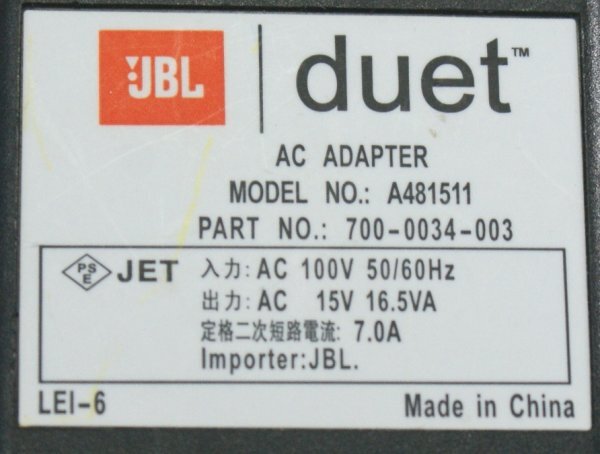 JBL duet™
AC ADAPTER
MODEL NO.: A481511
PART NO.: 700-0034-003
PSE JET 入力: AC 100V 50/60Hz
出力: AC 15V 16.5VA
定格二次短路電流: 7.0A
Importer:JBL.
LEI-6 Made in China